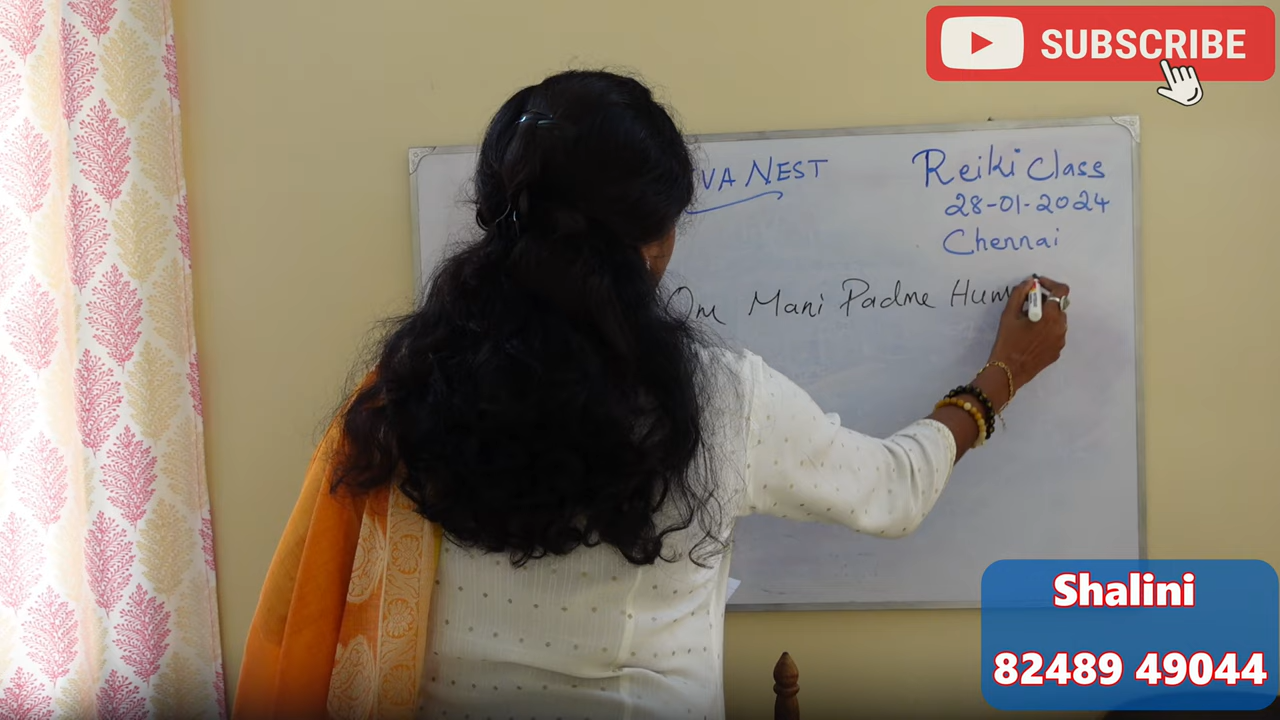 SUBSCRIBE
VA NEST
Reiki Class
28-01-2024
Chennai
Om Mani Padme Hum
Shalini
82489 49044